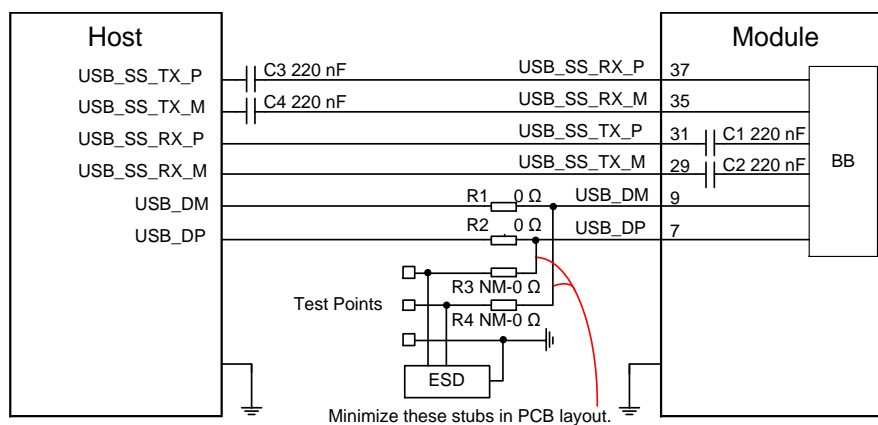 Host
Module
USB_SS_TX_P
C3 220 nF
USB_SS_RX_P
37
USB_SS_TX_M
C4 220 nF
USB_SS_RX_M
35
USB_SS_RX_P
USB_SS_TX_P
31
C1 220 nF
USB_SS_RX_M
USB_SS_TX_M
29
C2 220 nF
BB
USB_DM
R1
0 Ω
USB_DM
9
USB_DP
R2
0 Ω
USB_DP
7
R3 NM-0 Ω
Test Points
R4 NM-0 Ω
ESD
Minimize these stubs in PCB layout.